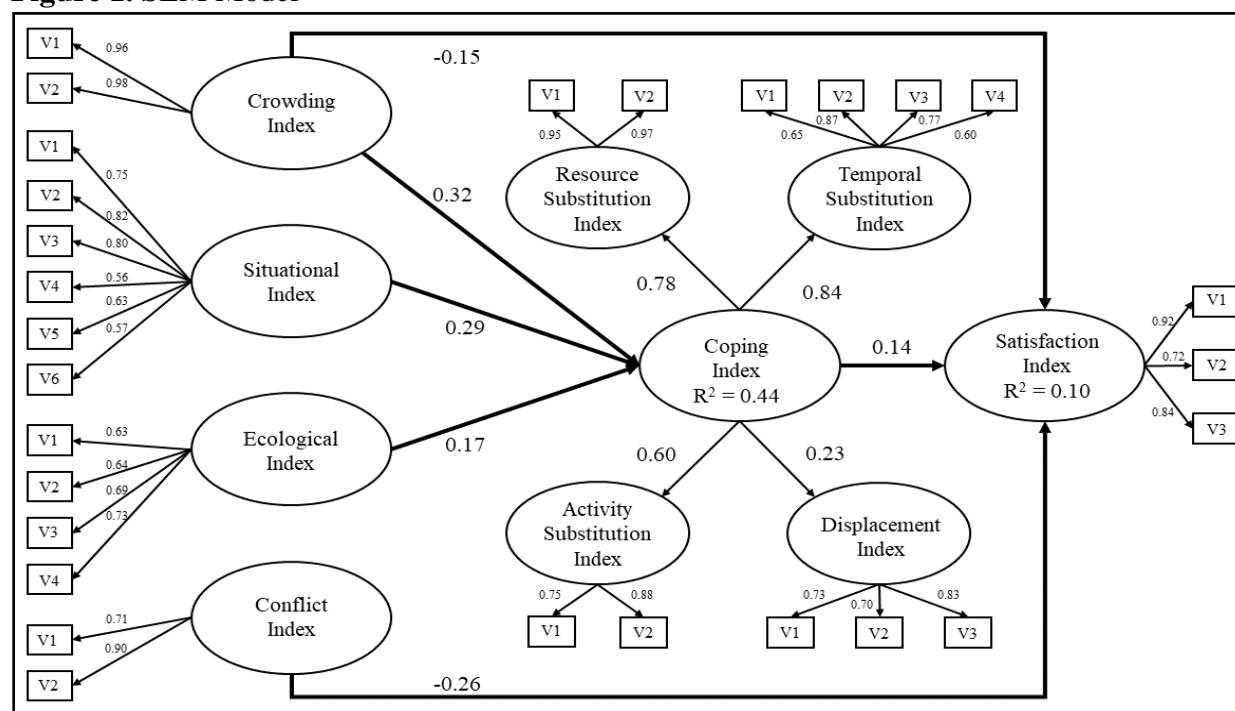 Figure SEM Model
V1
0.96
V2
0.98
Crowding
Index
-0.15
0.32
V1
0.75
V2
0.82
V3
0.80
V4
0.56
V5
0.63
V6
0.57
Situational
Index
0.29
V1
0.63
V2
0.64
V3
0.69
V4
0.73
Ecological
Index
0.17
V1
0.71
V2
0.90
Conflict
Index
-0.26
V1
V2
0.95
0.97
Resource
Substitution
Index
0.78
V1
V2
V3
V4
0.65
0.87
0.77
0.60
Temporal
Substitution
Index
0.84
Coping
Index
R² = 0.44
0.14
0.60
0.23
Activity
Substitution
Index
0.75
0.88
V1
V2
Displacement
Index
0.73
0.70
0.83
V1
V2
V3
Satisfaction
Index
R² = 0.10
0.92
V1
0.72
V2
0.84
V3